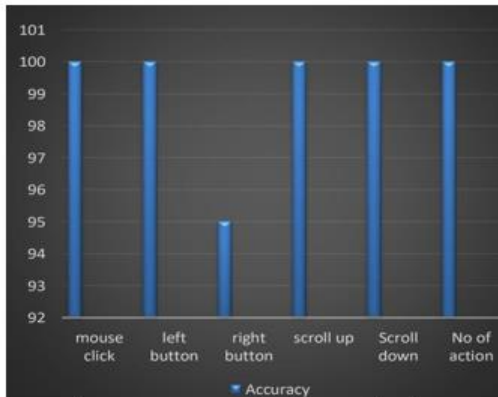 101
100
99
98
97
96
95
94
93
92
mouse click
left button
right button
scroll up
Scroll down
No of action
Accuracy